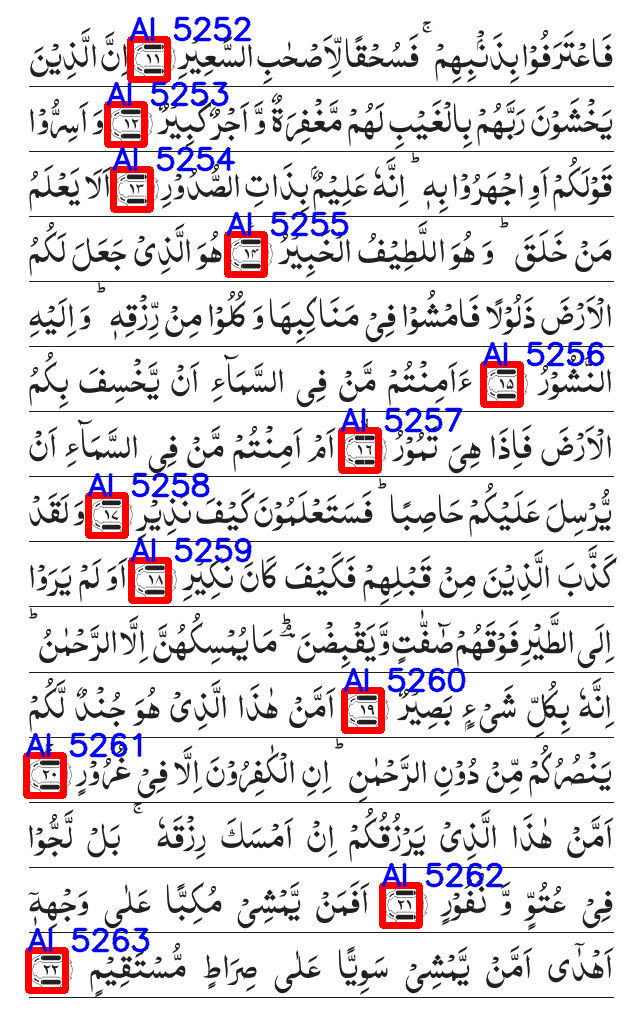 AI 5252
فَاعْتَرَفُوْا بِذَنْۢبِهِمْ ۚ فَسُحْقًا لِّاَصْحٰبِ السَّعِيْرِ ﴿۱۱﴾ اِنَّ الَّذِيْنَ
AI 5253
يَخْشَوْنَ رَبَّهُمْ بِالْغَيْبِ لَهُمْ مَّغْفِرَةٌ وَّ اَجْرٌ كَبِيْرٌ ﴿۱۲﴾ وَ اَسِرُّوْا
AI 5254
قَوْلَكُمْ اَوِ اجْهَرُوْا بِهٖ ؕ اِنَّهٗ عَلِيْمٌۢ بِذَاتِ الصُّدُوْرِ ﴿۱۳﴾ اَلَا يَعْلَمُ
AI 5255
مَنْ خَلَقَ ؕ وَ هُوَ اللَّطِيْفُ الْخَبِيْرُ ﴿۱۴﴾ هُوَ الَّذِیْ جَعَلَ لَكُمُ
الْاَرْضَ ذَلُوْلًا فَامْشُوْا فِیْ مَنَاكِبِهَا وَ كُلُوْا مِنْ رِّزْقِهٖ ؕ وَ اِلَيْهِ
AI 5256
النُّشُوْرُ ﴿۱۵﴾ ءَاَمِنْتُمْ مَّنْ فِی السَّمَآءِ اَنْ يَّخْسِفَ بِكُمُ
AI 5257
الْاَرْضَ فَاِذَا هِیَ تَمُوْرُ ﴿۱۶﴾ اَمْ اَمِنْتُمْ مَّنْ فِی السَّمَآءِ اَنْ
AI 5258
يُّرْسِلَ عَلَيْكُمْ حَاصِبًا ؕ فَسَتَعْلَمُوْنَ كَيْفَ نَذِيْرِ ﴿۱۷﴾ وَ لَقَدْ
AI 5259
كَذَّبَ الَّذِيْنَ مِنْ قَبْلِهِمْ فَكَيْفَ كَانَ نَكِيْرِ ﴿۱۸﴾ اَوَ لَمْ يَرَوْا
اِلَی الطَّيْرِ فَوْقَهُمْ صٰٓفّٰتٍ وَّ يَقْبِضْنَ ؔۘؕ مَا يُمْسِكُهُنَّ اِلَّا الرَّحْمٰنُ ؕ
AI 5260
اِنَّهٗ بِكُلِّ شَیْءٍۭ بَصِيْرٌ ﴿۱۹﴾ اَمَّنْ هٰذَا الَّذِیْ هُوَ جُنْدٌ لَّكُمْ
AI 5261
يَنْصُرُكُمْ مِّنْ دُوْنِ الرَّحْمٰنِ ؕ اِنِ الْكٰفِرُوْنَ اِلَّا فِیْ غُرُوْرٍ ﴿۲۰﴾
اَمَّنْ هٰذَا الَّذِیْ يَرْزُقُكُمْ اِنْ اَمْسَكَ رِزْقَهٗ ۚ بَلْ لَّجُّوْا
AI 5262
فِیْ عُتُوٍّ وَّ نُفُوْرٍ ﴿۲۱﴾ اَفَمَنْ يَّمْشِیْ مُكِبًّا عَلٰی وَجْهِهٖۤ
AI 5263
اَهْدٰۤی اَمَّنْ يَّمْشِیْ سَوِيًّا عَلٰی صِرَاطٍ مُّسْتَقِيْمٍ ﴿۲۲﴾